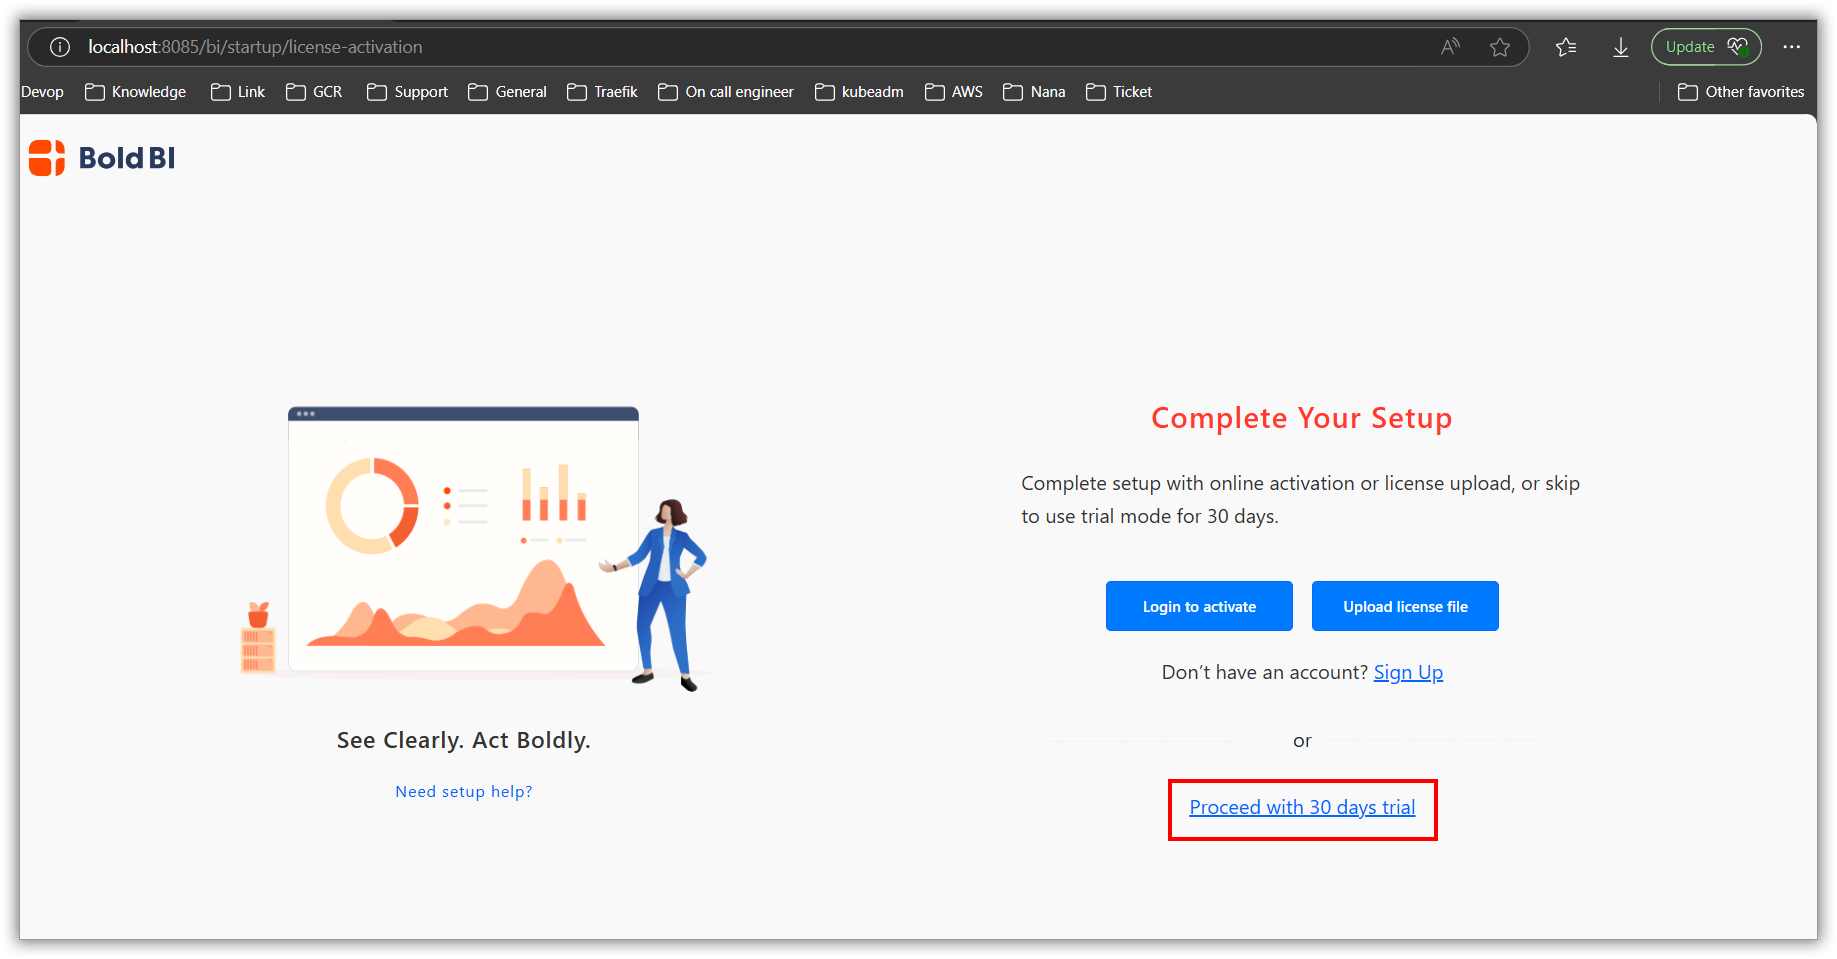 localhost:8085/bi/startup/license-activation
Update
Devop Knowledge Link GCR Support General Traefik On call engineer kubeadm AWS Nana Ticket Other favorites
Bold BI
Complete Your Setup
Complete setup with online activation or license upload, or skip
to use trial mode for 30 days.
Login to activate Upload license file
Don’t have an account? Sign Up
See Clearly. Act Boldly.
or
Need setup help?
Proceed with 30 days trial